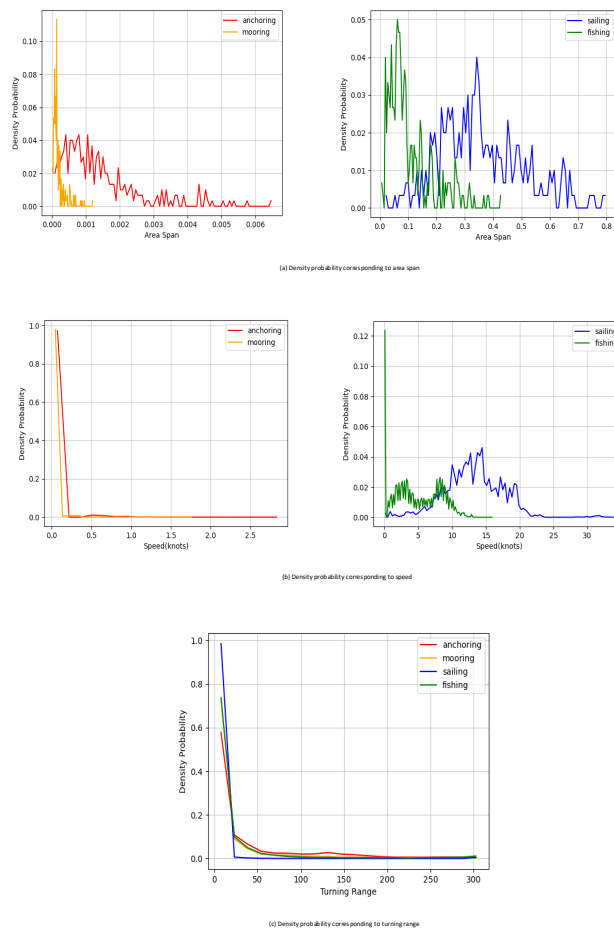 anchoring
mooring
Density Probability
0.10
0.08
0.06
0.04
0.02
0.00
0.000 0.001 0.002 0.003 0.004 0.005 0.006
Area Span
sailing
fishing
Density Probability
0.05
0.04
0.03
0.02
0.01
0.00
0.0 0.1 0.2 0.3 0.4 0.5 0.6 0.7 0.8
Area Span
(a) Density probability corresponding to area span
anchoring
mooring
Density Probability
1.0
0.8
0.6
0.4
0.2
0.0
0.0 0.5 1.0 1.5 2.0 2.5
Speed(knots)
sailing
fishing
Density Probability
0.12
0.10
0.08
0.06
0.04
0.02
0.00
0 5 10 15 20 25 30
Speed(knots)
(b) Density probability corresponding to speed
anchoring
mooring
sailing
fishing
Density Probability
1.0
0.8
0.6
0.4
0.2
0.0
0 50 100 150 200 250 300
Turning Range
(c) Density probability corresponding to turning range